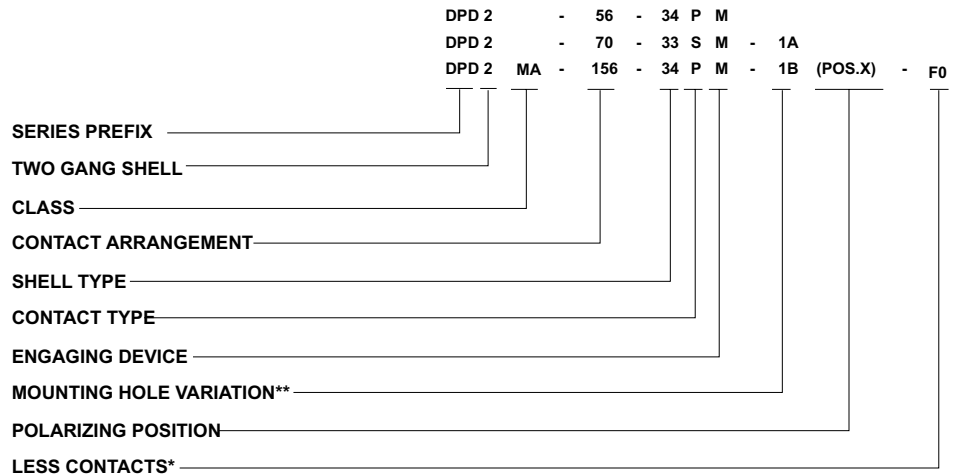 DPD 2 - 56 - 34 P M
DPD 2 - 70 - 33 S M - 1A
DPD 2 MA - 156 - 34 P M - 1B (POS.X) - F0
SERIES PREFIX
TWO GANG SHELL
CLASS
CONTACT ARRANGEMENT
SHELL TYPE
CONTACT TYPE
ENGAGING DEVICE
MOUNTING HOLE VARIATION**
POLARIZING POSITION
LESS CONTACTS*